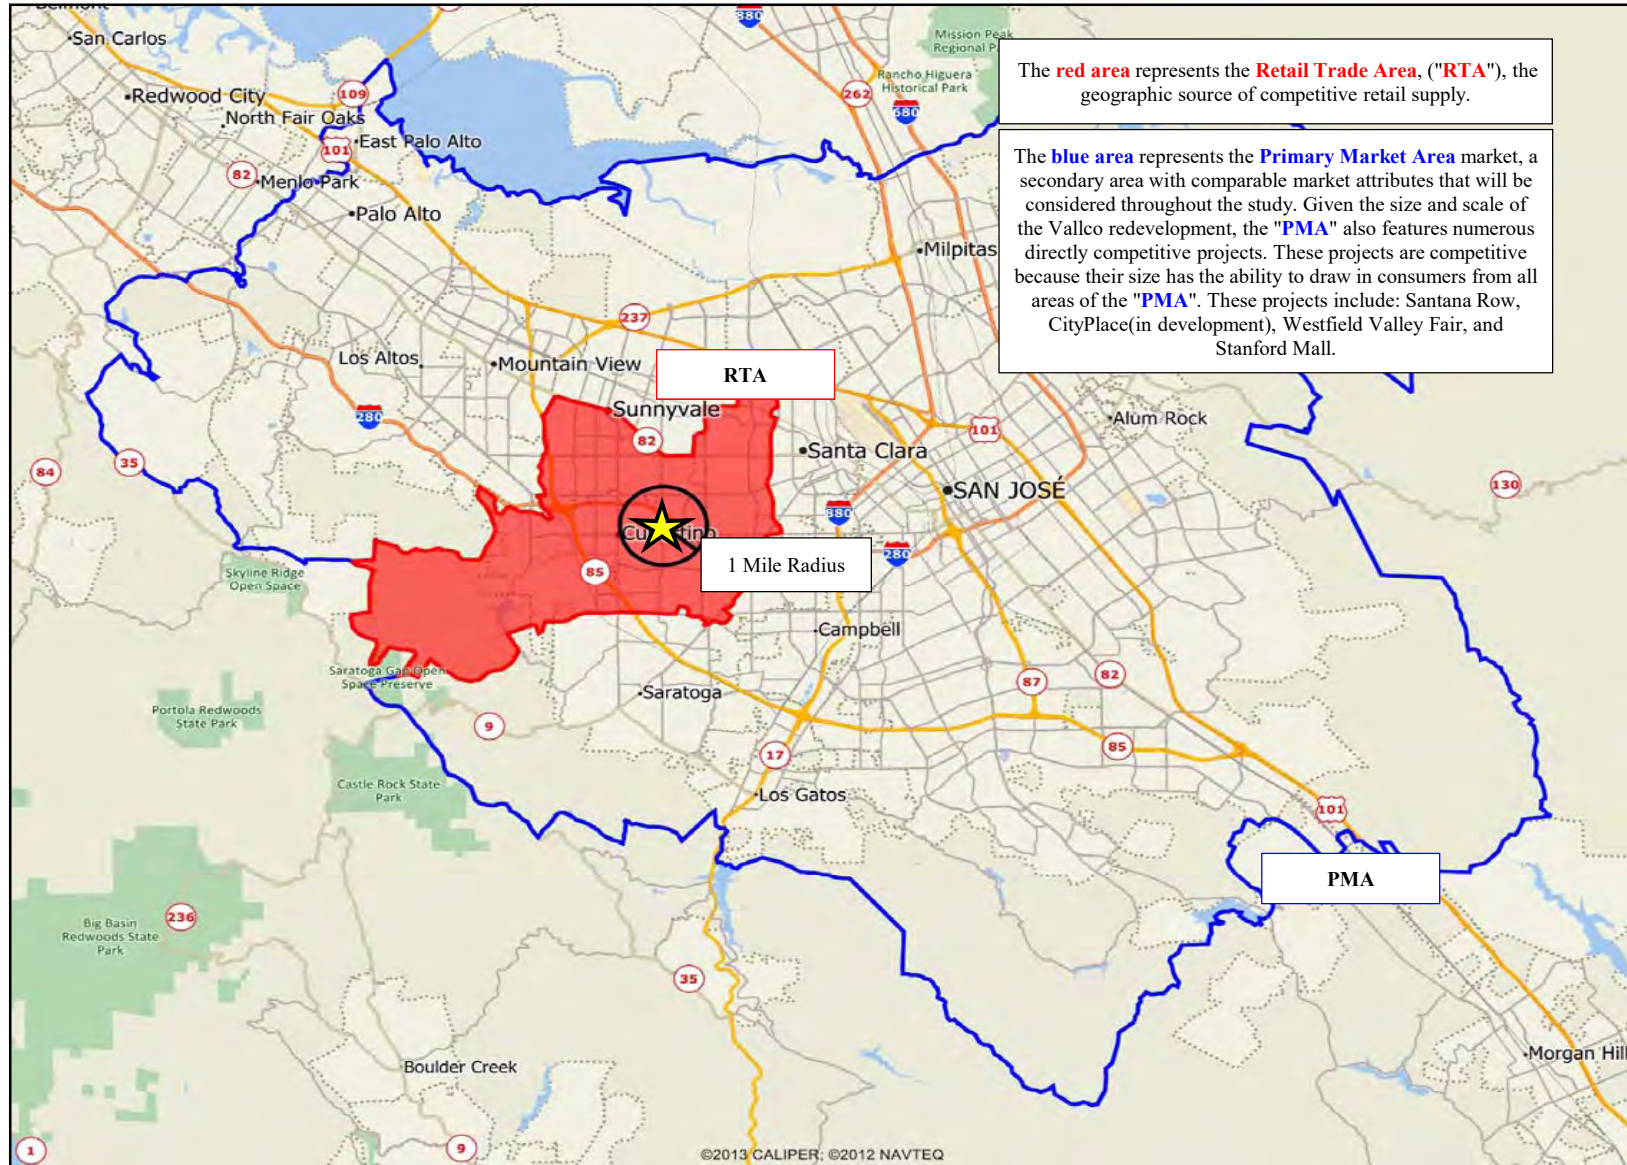 Belmont
San Carlos
Redwood City
North Fair Oaks
109
East Palo Alto
101
82
Menlo Park
Palo Alto
880
Mission Peak
Regional
Rancho Higuera
Historical Park
262
680
The red area represents the Retail Trade Area, ("RTA"), the
geographic source of competitive retail supply.
The blue area represents the Primary Market Area market, a
secondary area with comparable market attributes that will be
considered throughout the study. Given the size and scale of
the Vallco redevelopment, the "PMA" also features numerous
directly competitive projects. These projects are competitive
because their size has the ability to draw in consumers from all
areas of the "PMA". These projects include: Santana Row,
CityPlace(in development), Westfield Valley Fair, and
Stanford Mall.
Milpitas
237
Los Altos
Mountain View
RTA
280
Sunnyvale
82
Santa Clara
101
Alum Rock
84
35
SAN JOSÉ
130
880
Cupertino
280
1 Mile Radius
85
Skyline Ridge
Open Space
Campbell
Saratoga Gap Open
Space Preserve
Saratoga
87
82
Portola Redwoods
State Park
9
17
85
Castle Rock State
Park
Los Gatos
101
PMA
236
Big Basin
Redwoods State
Park
35
Boulder Creek
Morgan Hill
1
9
©2013 CALIPER; ©2012 NAVTEQ